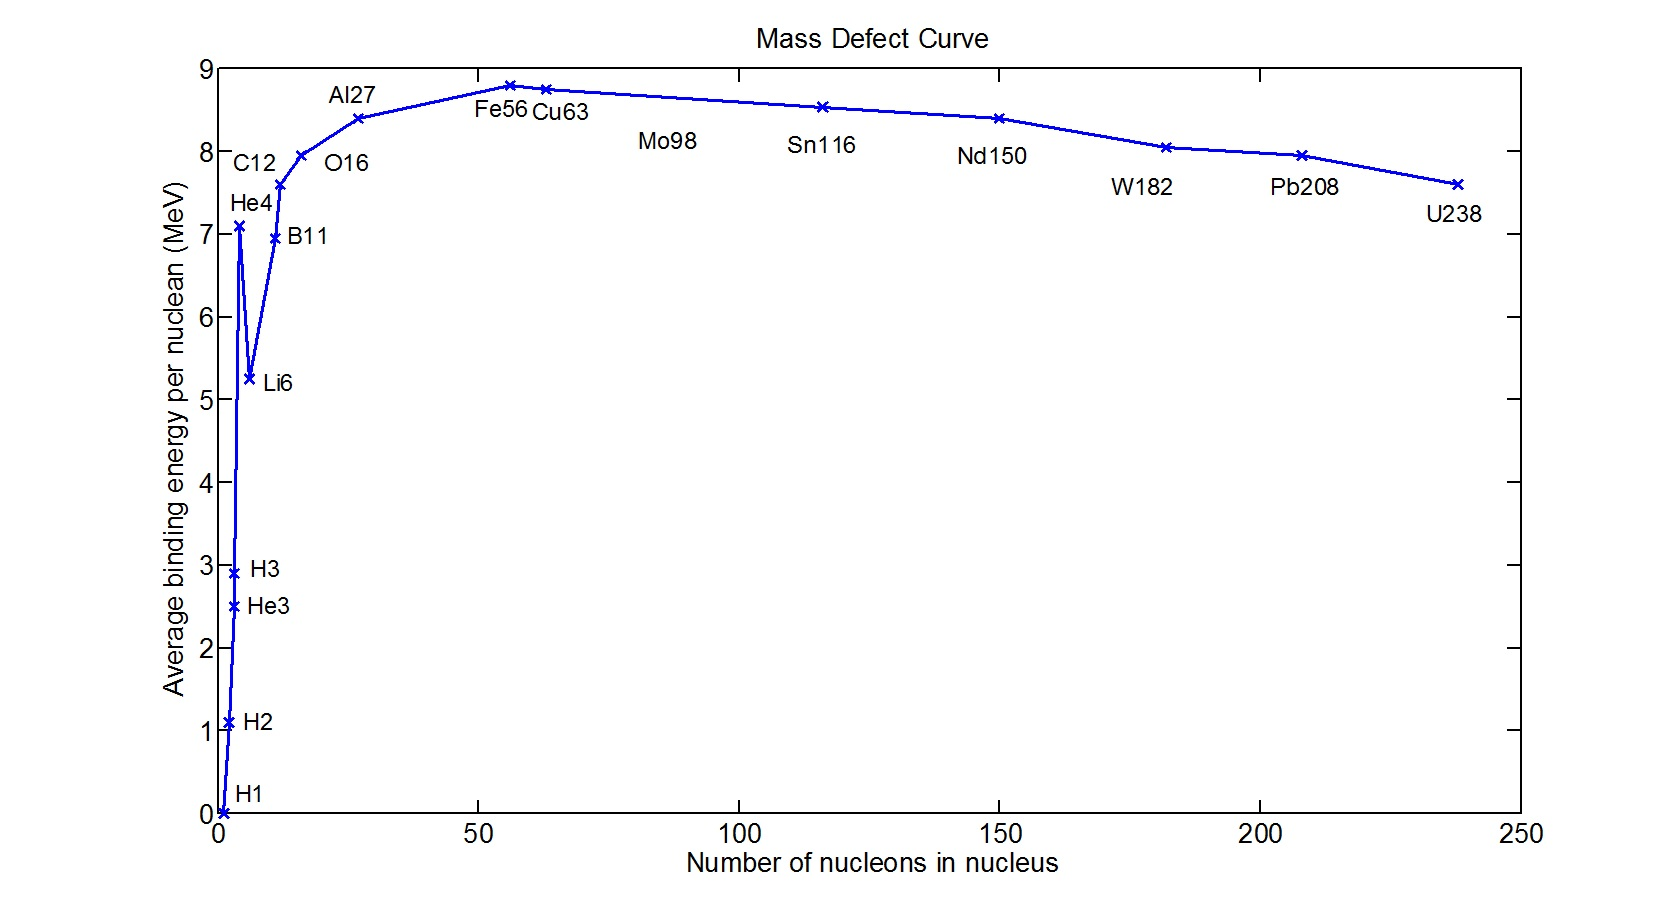 Mass Defect Curve
Average binding energy per nuclean (MeV)
9
8
7
6
5
4
3
2
1
0
H1
H2
He3
H3
He4
Li6
B11
C12
O16
Al27
Fe56
Cu63
Mo98
Sn116
Nd150
W182
Pb208
U238
0
50
100
150
200
250
Number of nucleons in nucleus